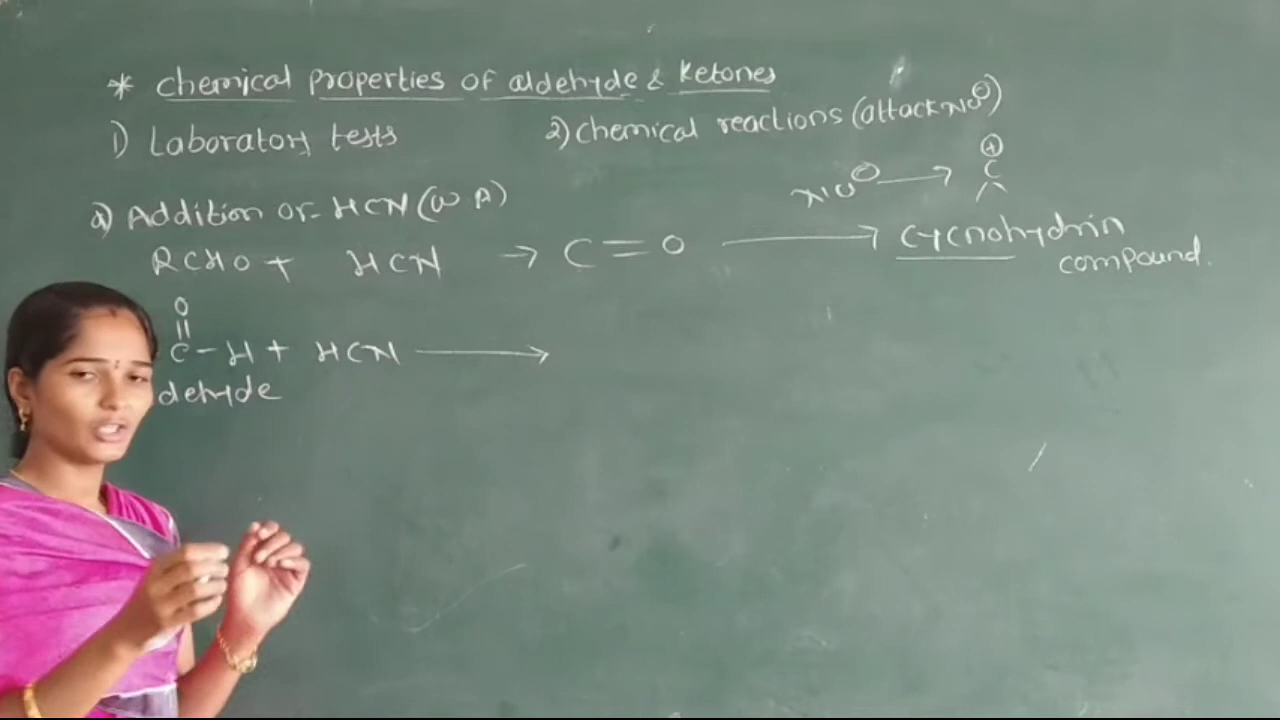 * Chemical properties of aldehyde & Ketones
1) Laboratory tests
2) Chemical reactions (attack Nu⊖)
Nu⊖ → ⊕
C
a) Addition of HCN (W A)
RCHO + HCN → C=O → Cycnohydrin
compound.
O
||
C-H + HCN →
dehyde